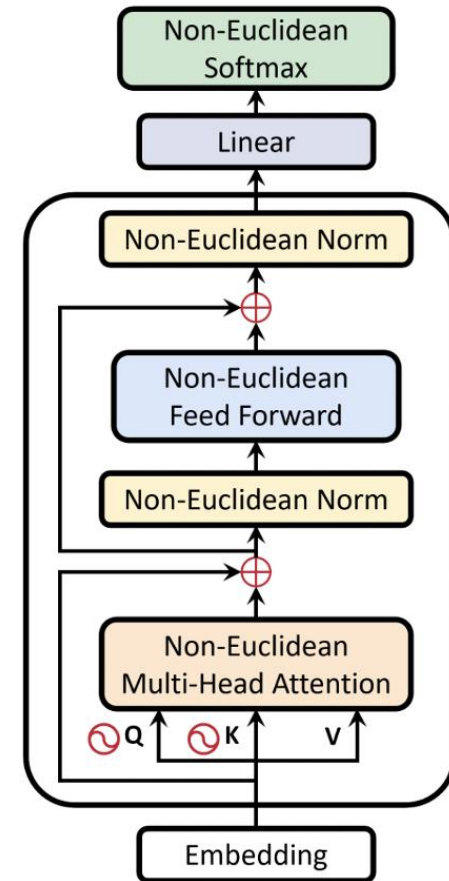 Non-Euclidean
Softmax
Linear
Non-Euclidean Norm
Non-Euclidean
Feed Forward
Non-Euclidean Norm
Non-Euclidean
Multi-Head Attention
Q K V
Embedding